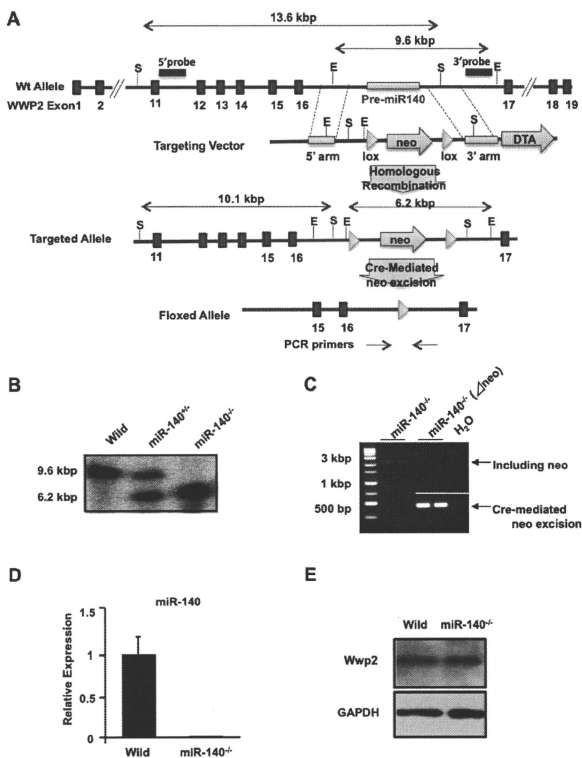 A
13.6 kbp
9.6 kbp
5'probe
3'probe
S
E
S
E
Wt Allele
Pre-miR140
WWP2 Exon1
2
11
12
13
14
15
16
17
18
19
Targeting Vector
E
S
E
S
5' arm
lox
neo
lox
3' arm
DTA
Homologous
Recombination
10.1 kbp
6.2 kbp
S
E
S
E
S
E
Targeted Allele
neo
11
15
16
17
Cre-Mediated
neo excision
Floxed Allele
15
16
17
PCR primers
B
Wild
miR-140+/-
miR-140-/-
9.6 kbp
6.2 kbp
C
miR-140-/-
miR-140-/- (⊿neo)
H2O
3 kbp
1 kbp
500 bp
Including neo
Cre-mediated
neo excision
D
miR-140
Relative Expression
1.5
1
0.5
0
Wild
miR-140-/-
E
Wild
miR-140-/-
Wwp2
GAPDH